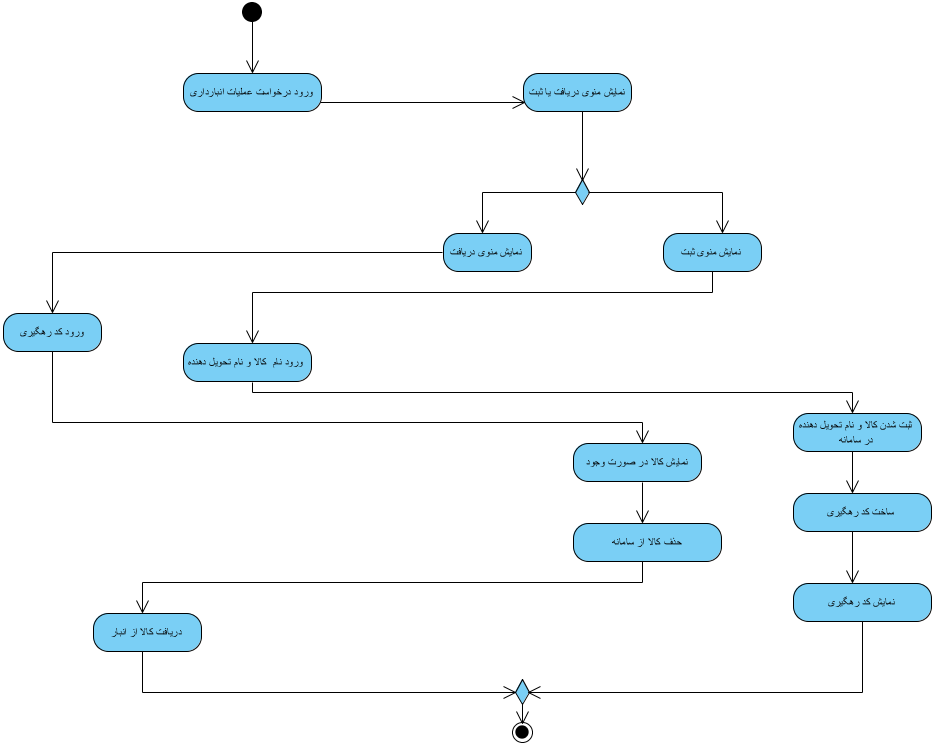 ورود درخواست عملیات انبارداری
نمایش منوی دریافت یا ثبت
نمایش منوی دریافت
نمایش منوی ثبت
ورود کد رهگیری
ورود نام کالا و نام تحویل دهنده
ثبت شدن کالا و نام تحویل دهنده
در سامانه
نمایش کالا در صورت وجود
ساخت کد رهگیری
حذف کالا از سامانه
نمایش کد رهگیری
دریافت کالا از انبار